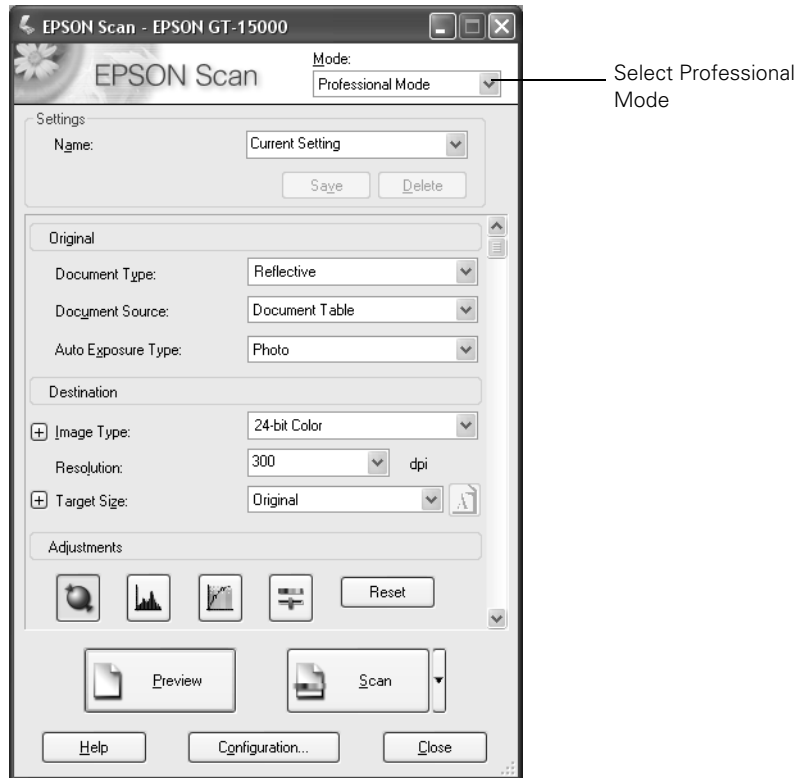 EPSON Scan - EPSON GT-15000
EPSON Scan
Mode:
Professional Mode
Select Professional
Mode
Settings
Name:
Current Setting
Save
Delete
Original
Document Type:
Reflective
Document Source:
Document Table
Auto Exposure Type:
Photo
Destination
Image Type:
24-bit Color
Resolution:
300
dpi
Target Size:
Original
A
Adjustments
Reset
Preview
Scan
Help
Configuration...
Close